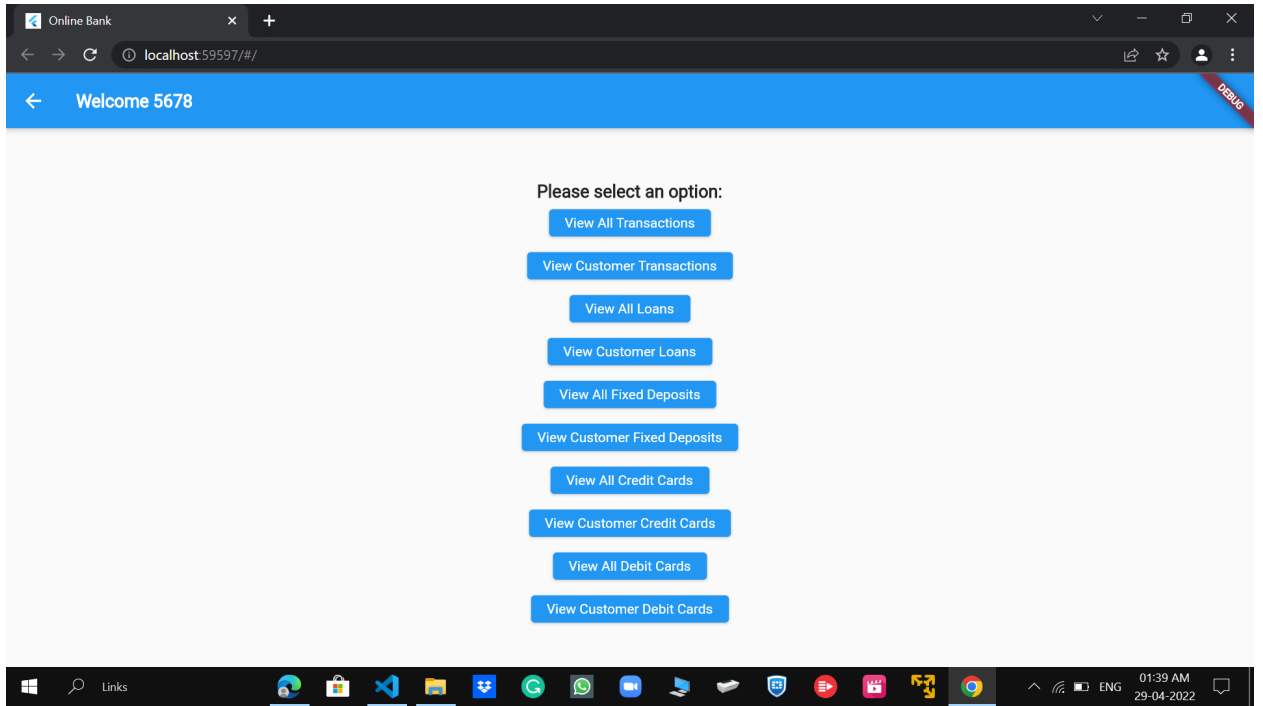 Online Bank
localhost:59597/#/
Welcome 5678
DEBUG
Please select an option:
View All Transactions
View Customer Transactions
View All Loans
View Customer Loans
View All Fixed Deposits
View Customer Fixed Deposits
View All Credit Cards
View Customer Credit Cards
View All Debit Cards
View Customer Debit Cards
Links
ENG
01:39 AM
29-04-2022